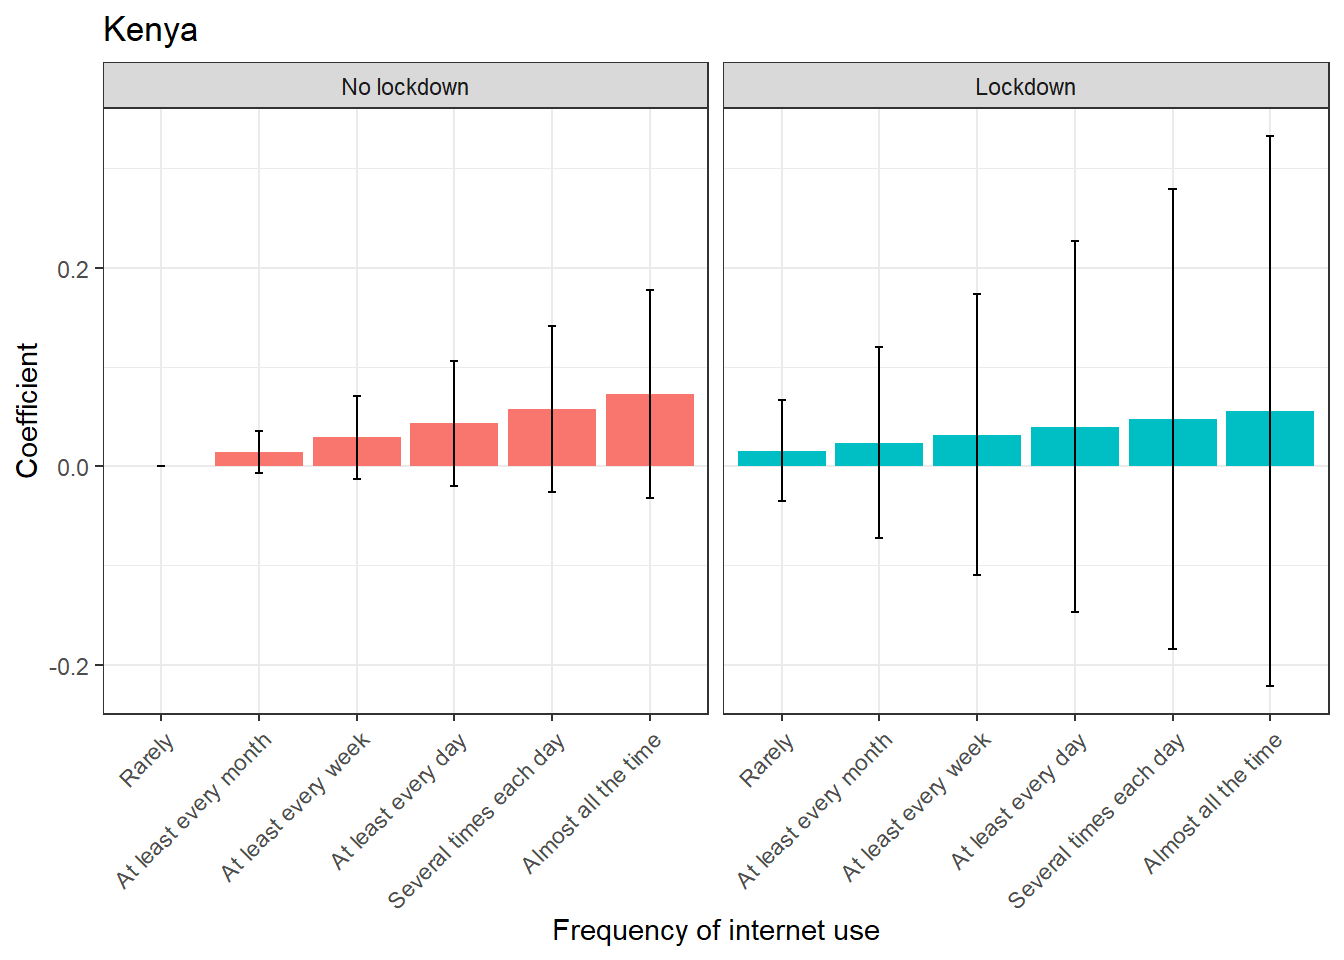 Kenya
No lockdown
Lockdown
Coefficient
0.2
0.0
-0.2
Rarely
At least every month
At least every week
At least every day
Several times each day
Almost all the time
Rarely
At least every month
At least every week
At least every day
Several times each day
Almost all the time
Frequency of internet use